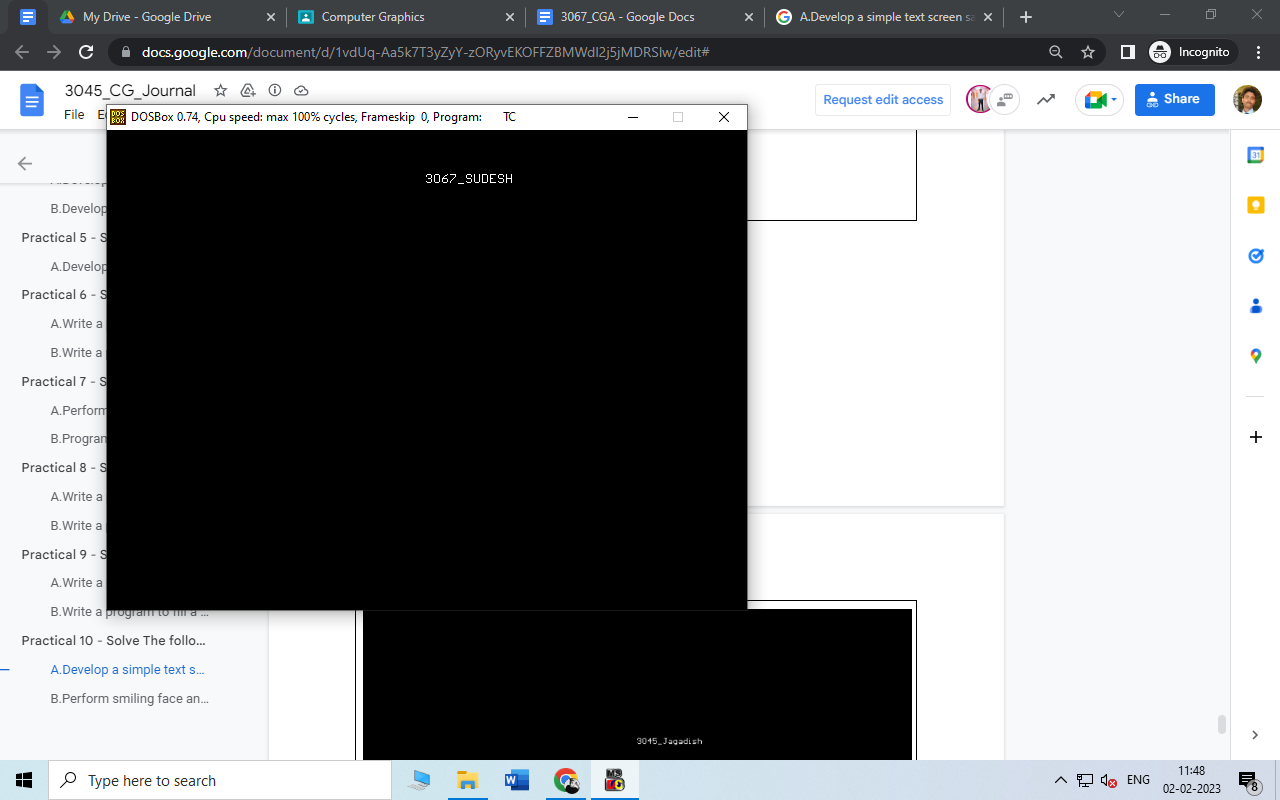 My Drive - Google Drive
Computer Graphics
3067_CGA - Google Docs
A.Develop a simple text screen sa
docs.google.com/document/d/1vdUq-Aa5k7T3yZyY-zORyvEKOFFZBMWdI2j5jMDRSIw/edit#
Incognito
3045_CG_Journal
File
Request edit access
Share
DOSBox 0.74, Cpu speed: max 100% cycles, Frameskip 0, Program: TC
3067_SUDESH
B.Develop
Practical 5 - S
A.Develop
Practical 6 - S
A.Write a
B.Write a
Practical 7 - S
A.Perform
B.Program
Practical 8 - S
A.Write a
B.Write a
Practical 9 - S
A.Write a
B.Write a program to fill a ...
Practical 10 - Solve The follo...
A.Develop a simple text s...
B.Perform smiling face an...
3045_Jagadish
Type here to search
ENG
11:48
02-02-2023
8